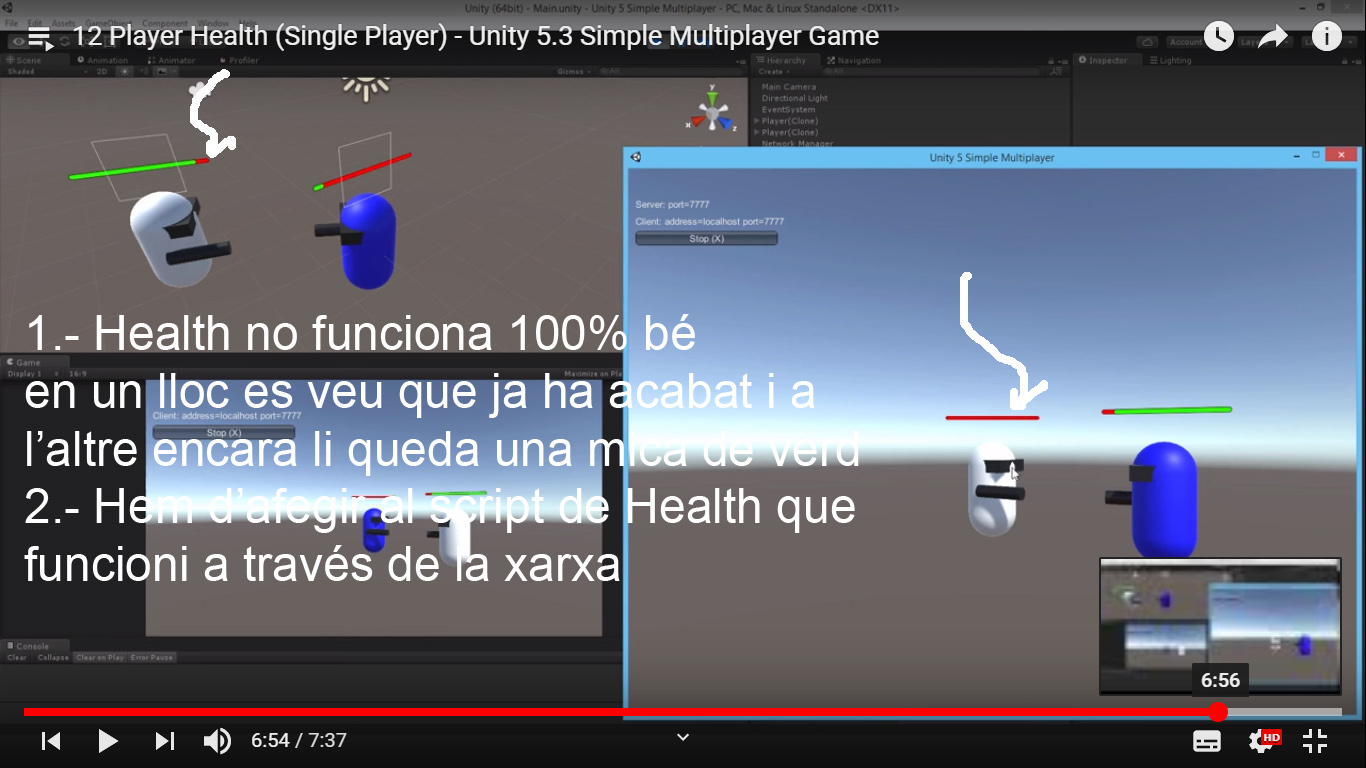 Unity (64bit) - Main.unity - Unity 5 Simple Multiplayer - PC, Mac & Linux Standalone <DX11>
File Edit Assets GameObject Component Window Help
12 Player Health (Single Player) - Unity 5.3 Simple Multiplayer Game
Account
Scene Animation Animator Profiler
Hierarchy Navigation
Inspector Lighting
Shaded 2D Gizmos All
Create All
Main Camera
Directional Light
EventSystem
Player(Clone)
Player(Clone)
Network Manager
y
x z
Unity 5 Simple Multiplayer
Server: port=7777
Client: address=localhost port=7777
Stop (X)
1.- Health no funciona 100% bé
en un lloc es veu que ja ha acabat i a
l’altre encara li queda una mica de verd
2.- Hem d’afegir al script de Health que
funcioni a través de la xarxa
Game
Display 1 16:9 Maximize on Play
Client: address=localhost port=7777
Stop (X)
Console
Clear Collapse Clear on Play Error Pause
6:56
6:54 / 7:37
HD